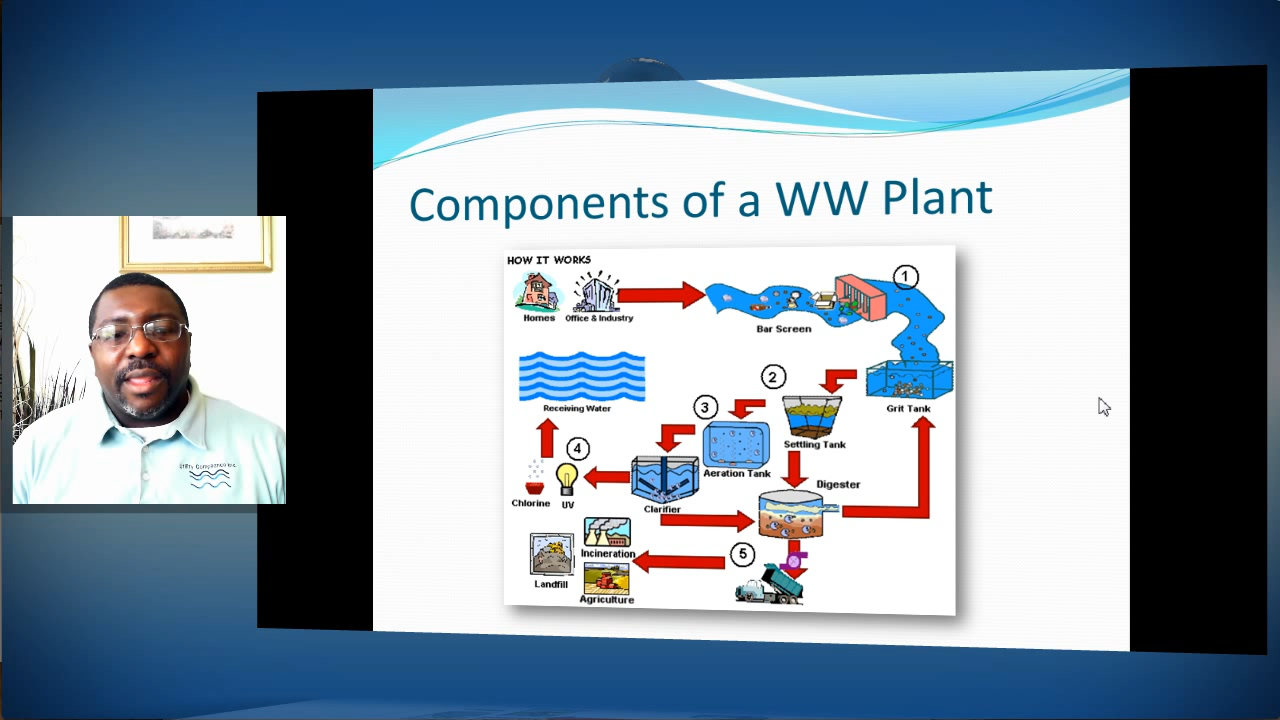 Components of a WW Plant
HOW IT WORKS
1
Homes
Office & Industry
Bar Screen
2
Grit Tank
Receiving Water
3
Settling Tank
4
Aeration Tank
Digester
Chlorine
UV
Clarifier
5
Incineration
Landfill
Agriculture